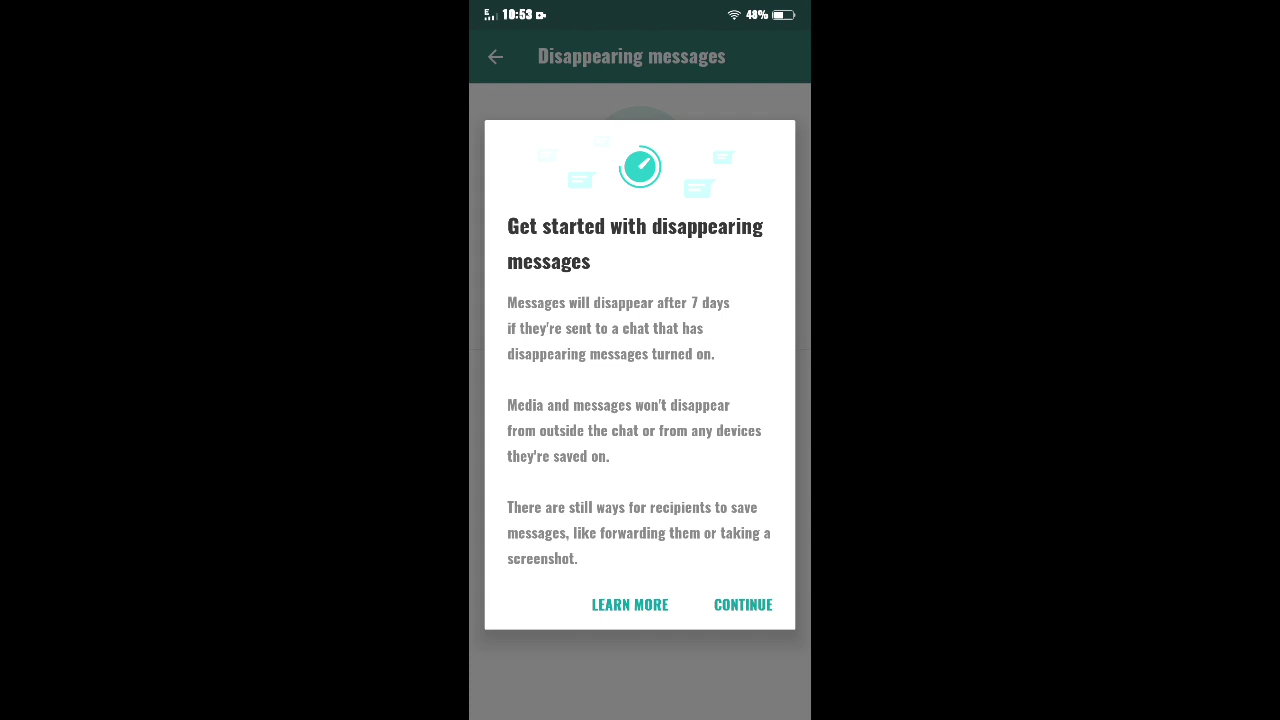 E 10:53 48%
Disappearing messages
Get started with disappearing
messages
Messages will disappear after 7 days
if they're sent to a chat that has
disappearing messages turned on.
Media and messages won't disappear
from outside the chat or from any devices
they're saved on.
There are still ways for recipients to save
messages, like forwarding them or taking a
screenshot.
LEARN MORE CONTINUE